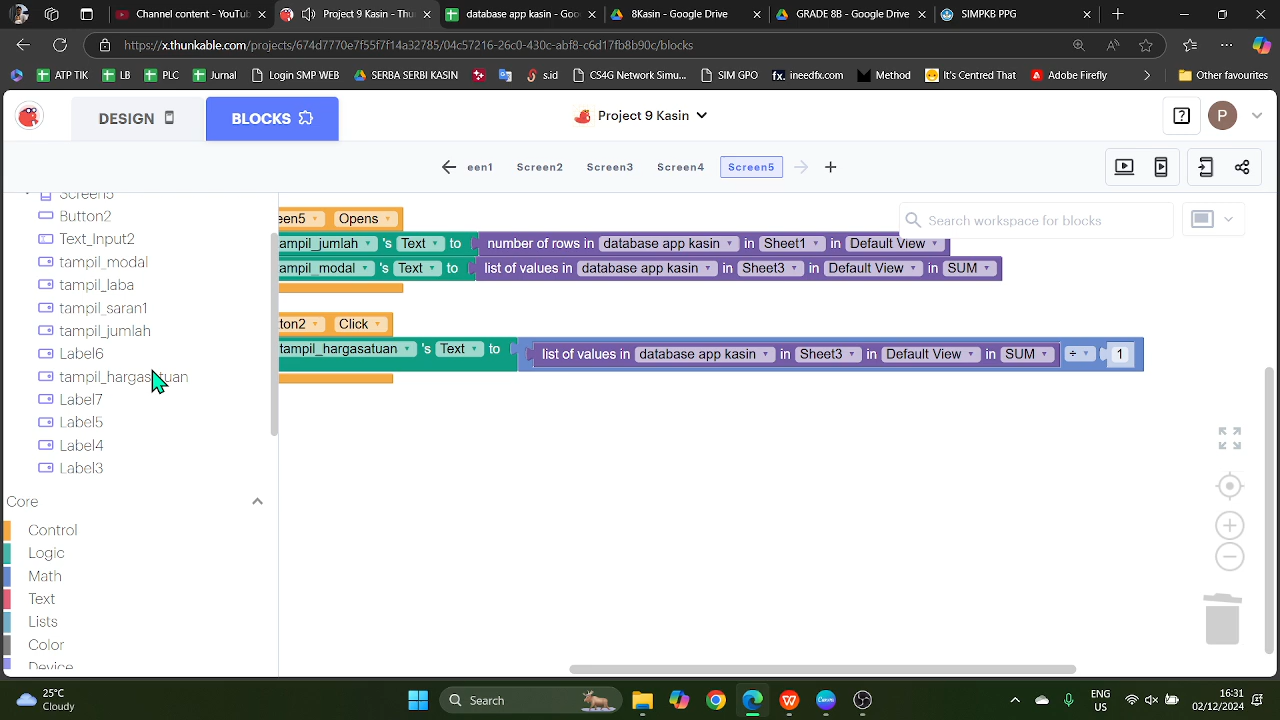 Channel content - YouTub
Project 9 Kasin - Thu
database app kasin - Goo
8Kasin - Google Drive
GRADE 8B - Google Drive
SIMPKB PPG
https://x.thunkable.com/projects/674d7770e7f55f7f14a32785/04c57216-26c0-430c-abf8-c6d17fb8b90c/blocks
ATP TIK
LB
PLC
Jurnal
Login SMP WEB
SERBA SERBI KASIN
sid
CS4G Network Simu...
SIM GPO
fx. ineedfx.com
Mentimeter
It's Centred That
Adobe Firefly
Other favourites
DESIGN
BLOCKS
Project 9 Kasin
P
een1
Screen2
Screen3
Screen4
Screen5
Screen5
Button2
Text_Input2
tampil_modal
tampil_laba
tampil_saran1
tampil_jumlah
Label6
tampil_hargasatuan
Label7
Label5
Label4
Label3
Core
Control
Logic
Math
Text
Lists
Color
Device
een5 Opens
Search workspace for blocks
ampil_jumlah 's Text to number of rows in database app kasin in Sheet1 in Default View
ampil_modal 's Text to list of values in database app kasin in Sheet3 in Default View in SUM
ton2 Click
tampil_hargasatuan 's Text to list of values in database app kasin in Sheet3 in Default View in SUM ÷ 1
25°C
Cloudy
Search
ENG
US
16:31
02/12/2024